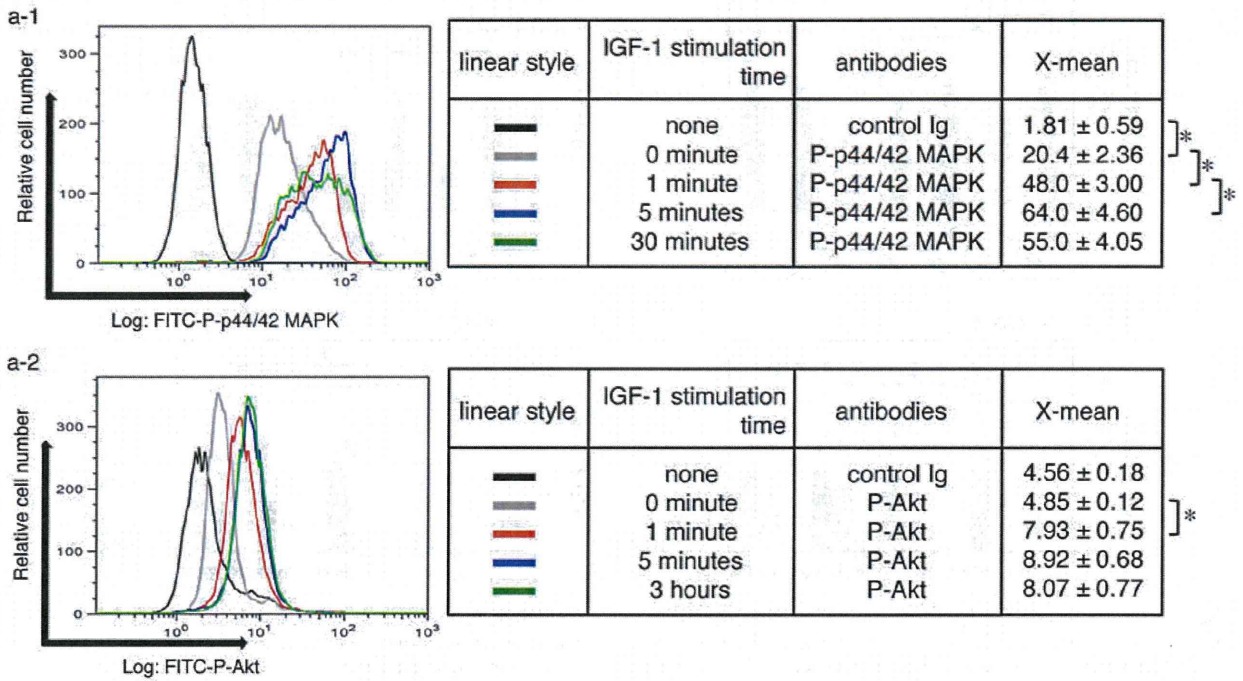 a-1
Relative cell number
300
200
100
0
10⁰ 10¹ 10² 10³
Log: FITC-P-p44/42 MAPK
linear style IGF-1 stimulation time antibodies X-mean
none control Ig 1.81 ± 0.59
0 minute P-p44/42 MAPK 20.4 ± 2.36
1 minute P-p44/42 MAPK 48.0 ± 3.00
5 minutes P-p44/42 MAPK 64.0 ± 4.60
30 minutes P-p44/42 MAPK 55.0 ± 4.05
*
*
*
a-2
Relative cell number
300
200
100
0
10⁰ 10¹ 10² 10³
Log: FITC-P-Akt
linear style IGF-1 stimulation time antibodies X-mean
none control Ig 4.56 ± 0.18
0 minute P-Akt 4.85 ± 0.12
1 minute P-Akt 7.93 ± 0.75
5 minutes P-Akt 8.92 ± 0.68
3 hours P-Akt 8.07 ± 0.77
*